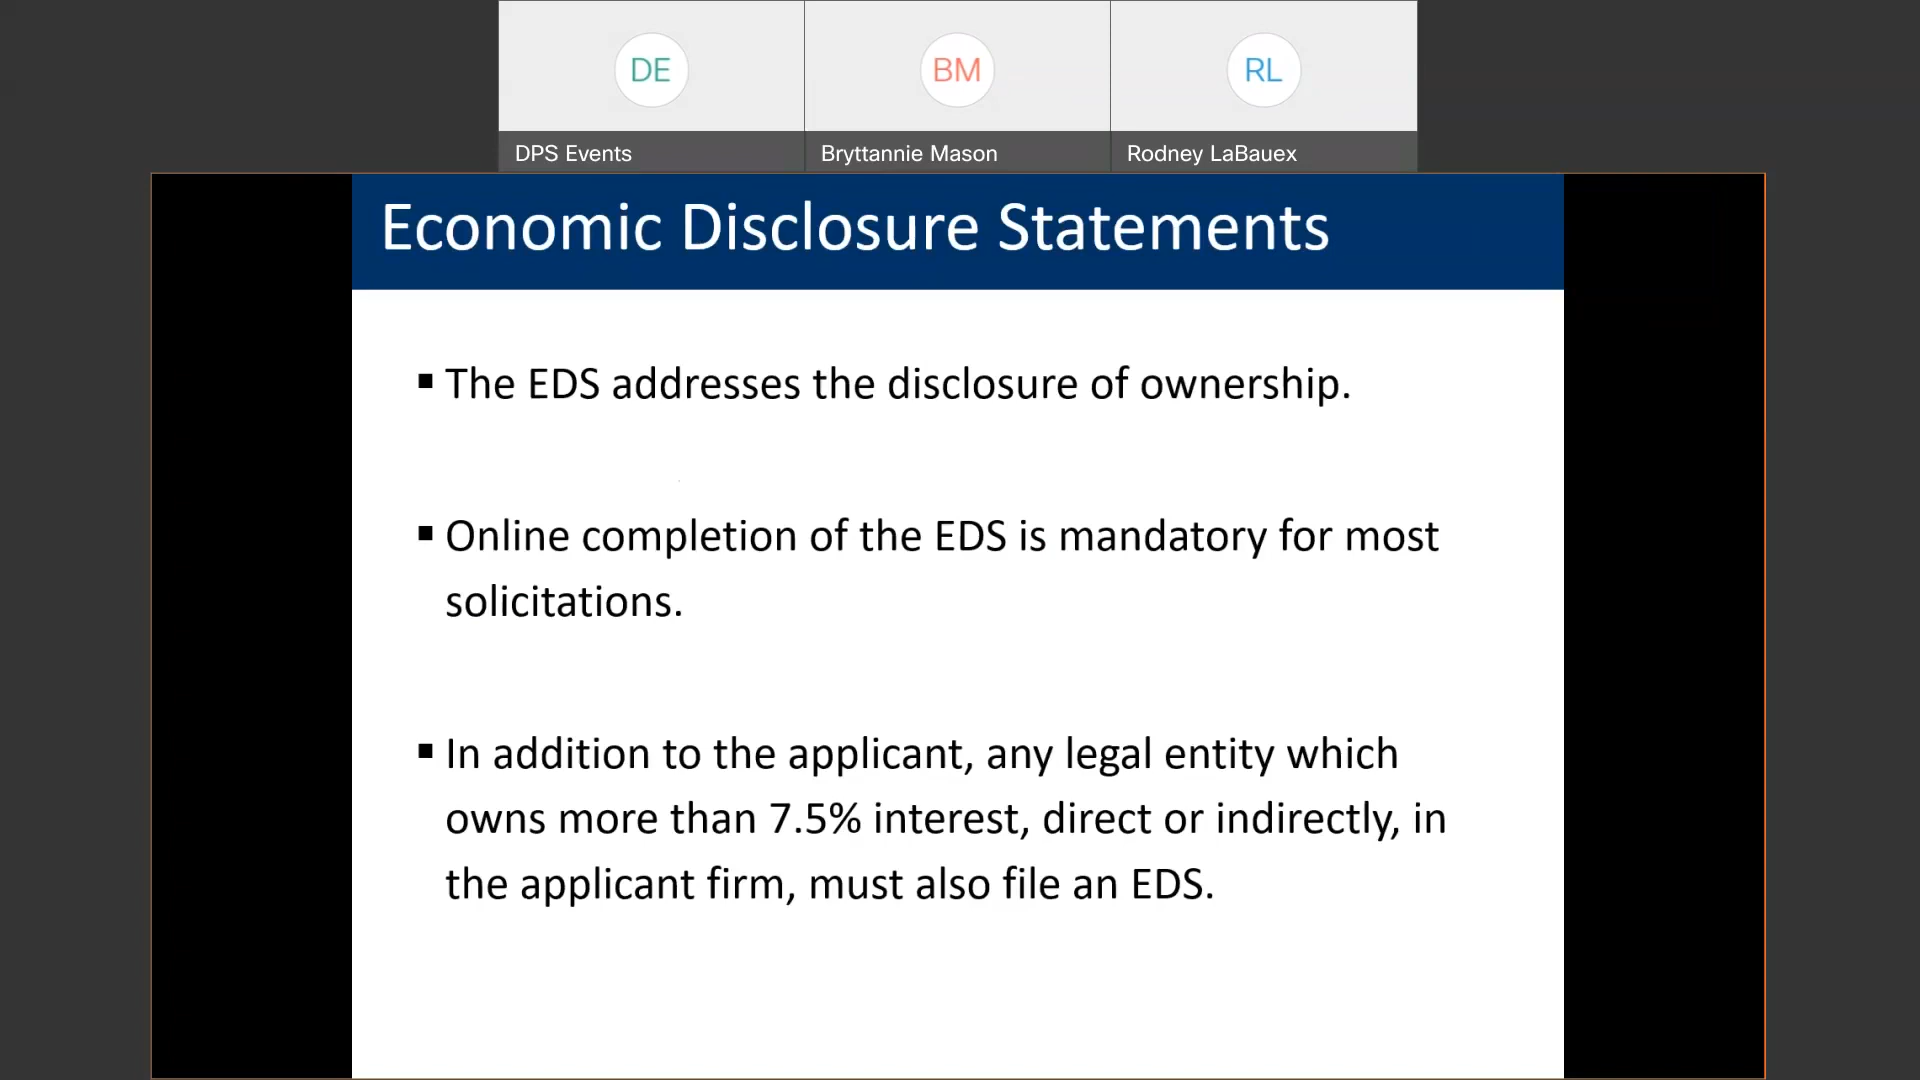 DE
BM
RL
DPS Events
Bryttannie Mason
Rodney LaBauex
Economic Disclosure Statements
▪ The EDS addresses the disclosure of ownership.
▪ Online completion of the EDS is mandatory for most
solicitations.
▪ In addition to the applicant, any legal entity which
owns more than 7.5% interest, direct or indirectly, in
the applicant firm, must also file an EDS.